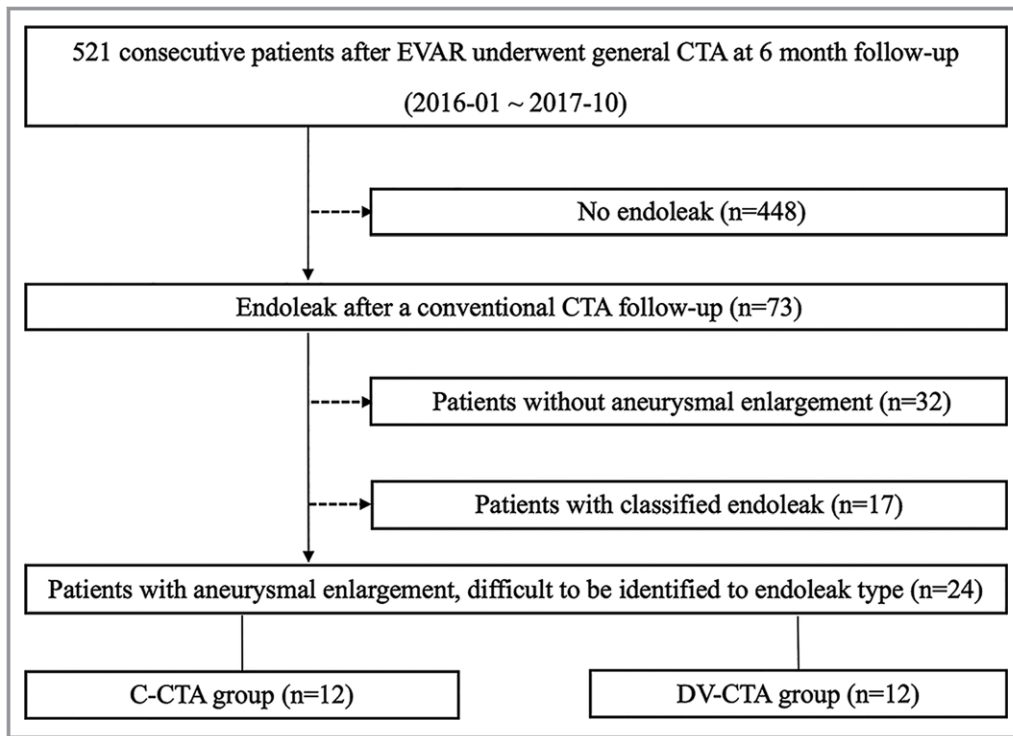 521 consecutive patients after EVAR underwent general CTA at 6 month follow-up
(2016-01 ~ 2017-10)
No endoleak (n=448)
Endoleak after a conventional CTA follow-up (n=73)
Patients without aneurysmal enlargement (n=32)
Patients with classified endoleak (n=17)
Patients with aneurysmal enlargement, difficult to be identified to endoleak type (n=24)
C-CTA group (n=12)
DV-CTA group (n=12)